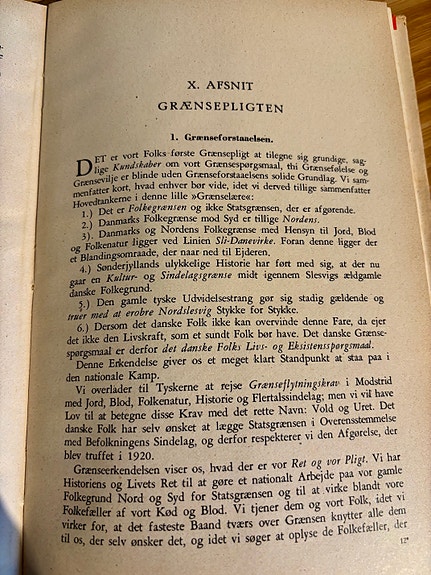 X. AFSNIT
GRÆNSEPLIGTEN
1. Grænseforstaaelsen.
DET er vort Folks første Grænsepligt at tilegne sig grundige, sag-
lige Kundskaber om vort Grænsespørgsmaal, thi Grænsefølelse og
Grænsevilje er blinde uden Grænseforstaaelsens solide Grundlag. Vi sam-
menfatter kort, hvad enhver bør vide, idet vi derved tillige sammenfatter
Hovedtankerne i denne lille »Grænselære«:
1.) Det er Folkegrænsen og ikke Statsgrænsen, der er afgørende.
2.) Danmarks Folkegrænse mod Syd er tillige Nordens.
3). Danmarks og Nordens Folkegrænse med Hensyn til Jord, Blod
og Folkenatur ligger ved Linien Sli-Danevirke. Foran denne ligger der
et Blandingsomraade, der naar ned til Ejderen.
4.) Sønderjyllands ulykkelige Historie har ført med sig, at der nu
gaar en Kultur- og Sindelagsgrænse midt igennem Slesvigs ældgamle
danske Folkegrund.
5.) Den gamle tyske Udvidelsestrang gør sig stadig gældende og
truer med at erobre Nordslesvig Stykke for Stykke.
6.) Dersom det danske Folk ikke kan overvinde denne Fare, da ejer
det ikke den Livskraft, som et sundt Folk bør have. Det danske Grænse-
spørgsmaal er derfor det danske Folks Livs- og Eksistensspørgsmaal.
Denne Erkendelse giver os et meget klart Standpunkt at staa paa i
den nationale Kamp.
Vi overlader til Tyskerne at rejse Grænseflytningskrav i Modstrid
med Jord, Blod, Folkenatur, Historie og Flertalssindelag; men vi vil have
Lov til at betegne disse Krav med det rette Navn: Vold og Uret. Det
danske Folk har selv ønsket at lægge Statsgrænsen i Overensstemmelse
med Befolkningens Sindelag, og derfor respekterer vi den Afgørelse, der
blev truffet i 1920.
Grænseerkendelsen viser os, hvad der er vor Ret og vor Pligt. Vi har
Historiens og Livets Ret til at gøre et nationalt Arbejde paa vor gamle
Folkegrund Nord og Syd for Statsgrænsen og til at virke blandt vore
Folkefæller af vort Kød og Blod. Vi tjener dem og vort Folk, idet vi
virker for, at det fasteste Baand tværs over Grænsen knytter alle dem
til os, der selv ønsker det, og idet vi søger at oplyse de Folkefæller, der
12*